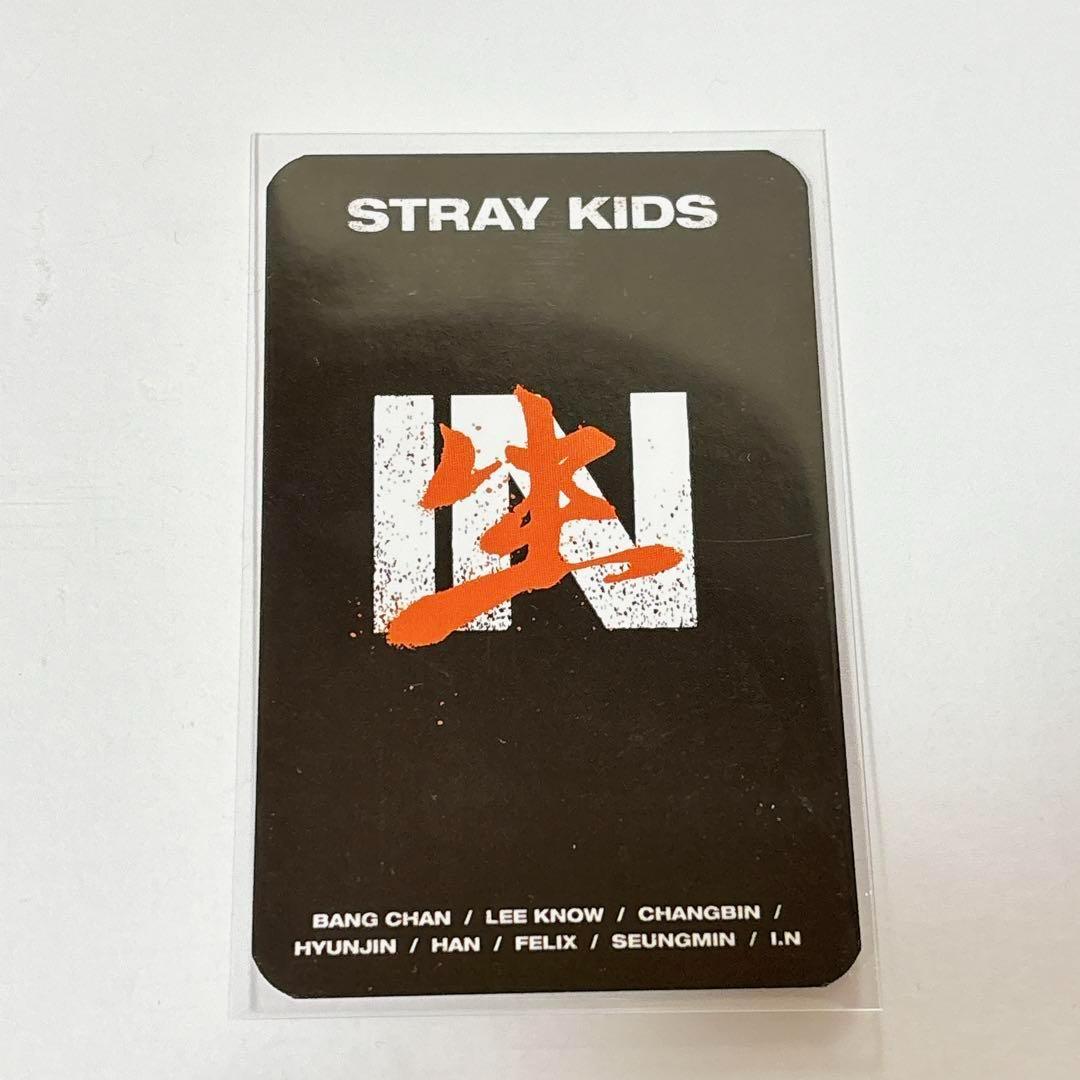 STRAY KIDS
IN生
BANG CHAN / LEE KNOW / CHANGBIN /
HYUNJIN / HAN / FELIX / SEUNGMIN / I.N